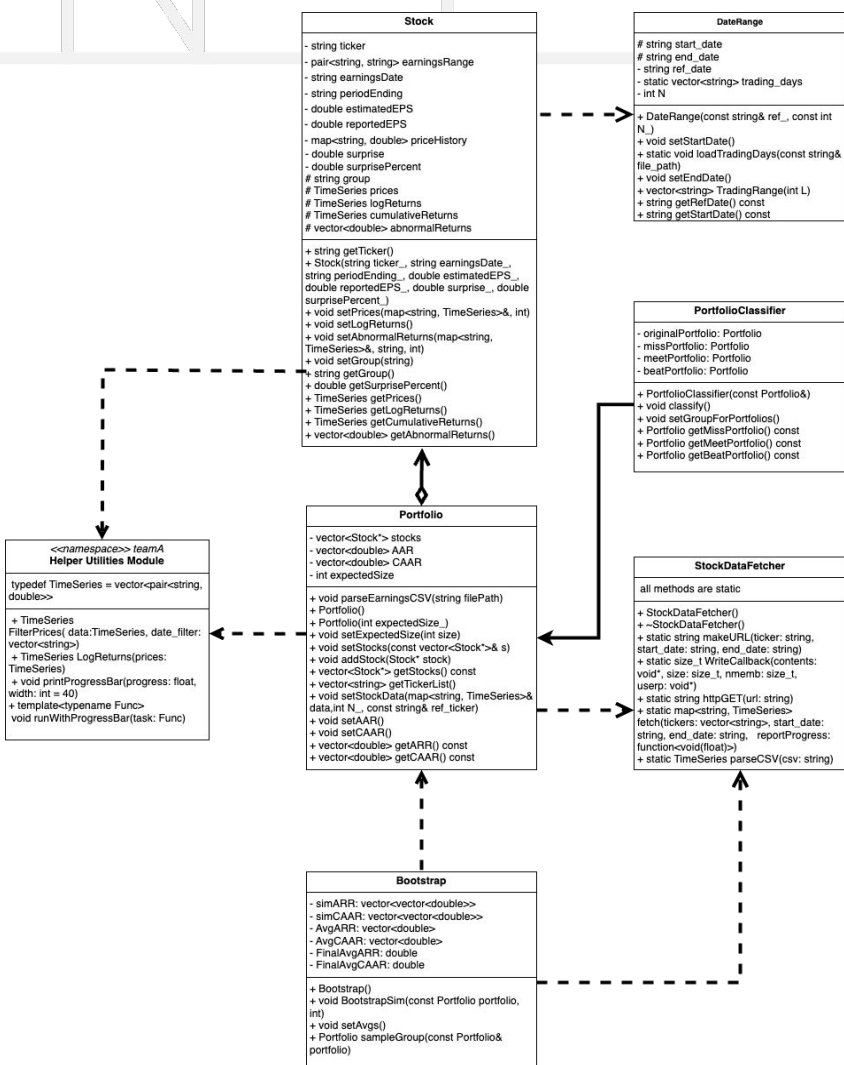 Stock
- string ticker
- pair<string, string> earningsRange
- string earningsDate
- string periodEnding
- double estimatedEPS
- double reportedEPS
- map<string, double> priceHistory
- double surprise
- double surprisePercent
# string group
# TimeSeries prices
# TimeSeries logReturns
# TimeSeries cumulativeReturns
# vector<double> abnormalReturns
+ string getTicker()
+ Stock(string ticker_, string earningsDate_,
string periodEnding_, double estimatedEPS_,
double reportedEPS_, double surprise_, double
surprisePercent_)
+ void setPrices(map<string, TimeSeries>&, int)
+ void setLogReturns()
+ void setAbnormalReturns(map<string,
TimeSeries>&, string, int)
+ void setGroup(string)
+ string getGroup()
+ double getSurprisePercent()
+ TimeSeries getPrices()
+ TimeSeries getLogReturns()
+ TimeSeries getCumulativeReturns()
+ vector<double> getAbnormalReturns()
DateRange
# string start_date
# string end_date
- string ref_date
- static vector<string> trading_days
- int N
+ DateRange(const string& ref_, const int
N_)
+ void setStartDate()
+ static void loadTradingDays(const string&
file_path)
+ void setEndDate()
+ vector<string> TradingRange(int L)
+ string getRefDate() const
+ string getStartDate() const
PortfolioClassifier
- originalPortfolio: Portfolio
- missPortfolio: Portfolio
- meetPortfolio: Portfolio
- beatPortfolio: Portfolio
+ PortfolioClassifier(const Portfolio&)
+ void classify()
+ void setGroupForPortfolios()
+ Portfolio getMissPortfolio() const
+ Portfolio getMeetPortfolio() const
+ Portfolio getBeatPortfolio() const
<<namespace>> teamA
Helper Utilities Module
typedef TimeSeries = vector<pair<string,
double>>
+ TimeSeries
FilterPrices( data:TimeSeries, date_filter:
vector<string>)
+ TimeSeries LogReturns(prices:
TimeSeries)
+ void printProgressBar(progress: float,
width: int = 40)
+ template<typename Func>
void runWithProgressBar(task: Func)
Portfolio
- vector<Stock*> stocks
- vector<double> AAR
- vector<double> CAAR
- int expectedSize
+ void parseEarningsCSV(string filePath)
+ Portfolio()
+ Portfolio(int expectedSize_)
+ void setExpectedSize(int size)
+ void setStocks(const vector<Stock*>& s)
+ void addStock(Stock* stock)
+ vector<Stock*> getStocks() const
+ vector<string> getTickerList()
+ void setStockData(map<string, TimeSeries>&
data,int N_, const string& ref_ticker)
+ void setAAR()
+ void setCAAR()
+ vector<double> getARR() const
+ vector<double> getCAAR() const
StockDataFetcher
all methods are static
+ StockDataFetcher()
+ ~StockDataFetcher()
+ static string makeURL(ticker: string,
start_date: string, end_date: string)
+ static size_t WriteCallback(contents:
void*, size: size_t, nmemb: size_t,
userp: void*)
+ static string httpGET(url: string)
+ static map<string, TimeSeries>
fetch(tickers: vector<string>, start_date:
string, end_date: string, reportProgress:
function<void(float)>)
+ static TimeSeries parseCSV(csv: string)
Bootstrap
- simARR: vector<vector<double>>
- simCAAR: vector<vector<double>>
- AvgARR: vector<double>
- AvgCAAR: vector<double>
- FinalAvgARR: double
- FinalAvgCAAR: double
+ Bootstrap()
+ void BootstrapSim(const Portfolio portfolio,
int)
+ void setAvgs()
+ Portfolio sampleGroup(const Portfolio&
portfolio)